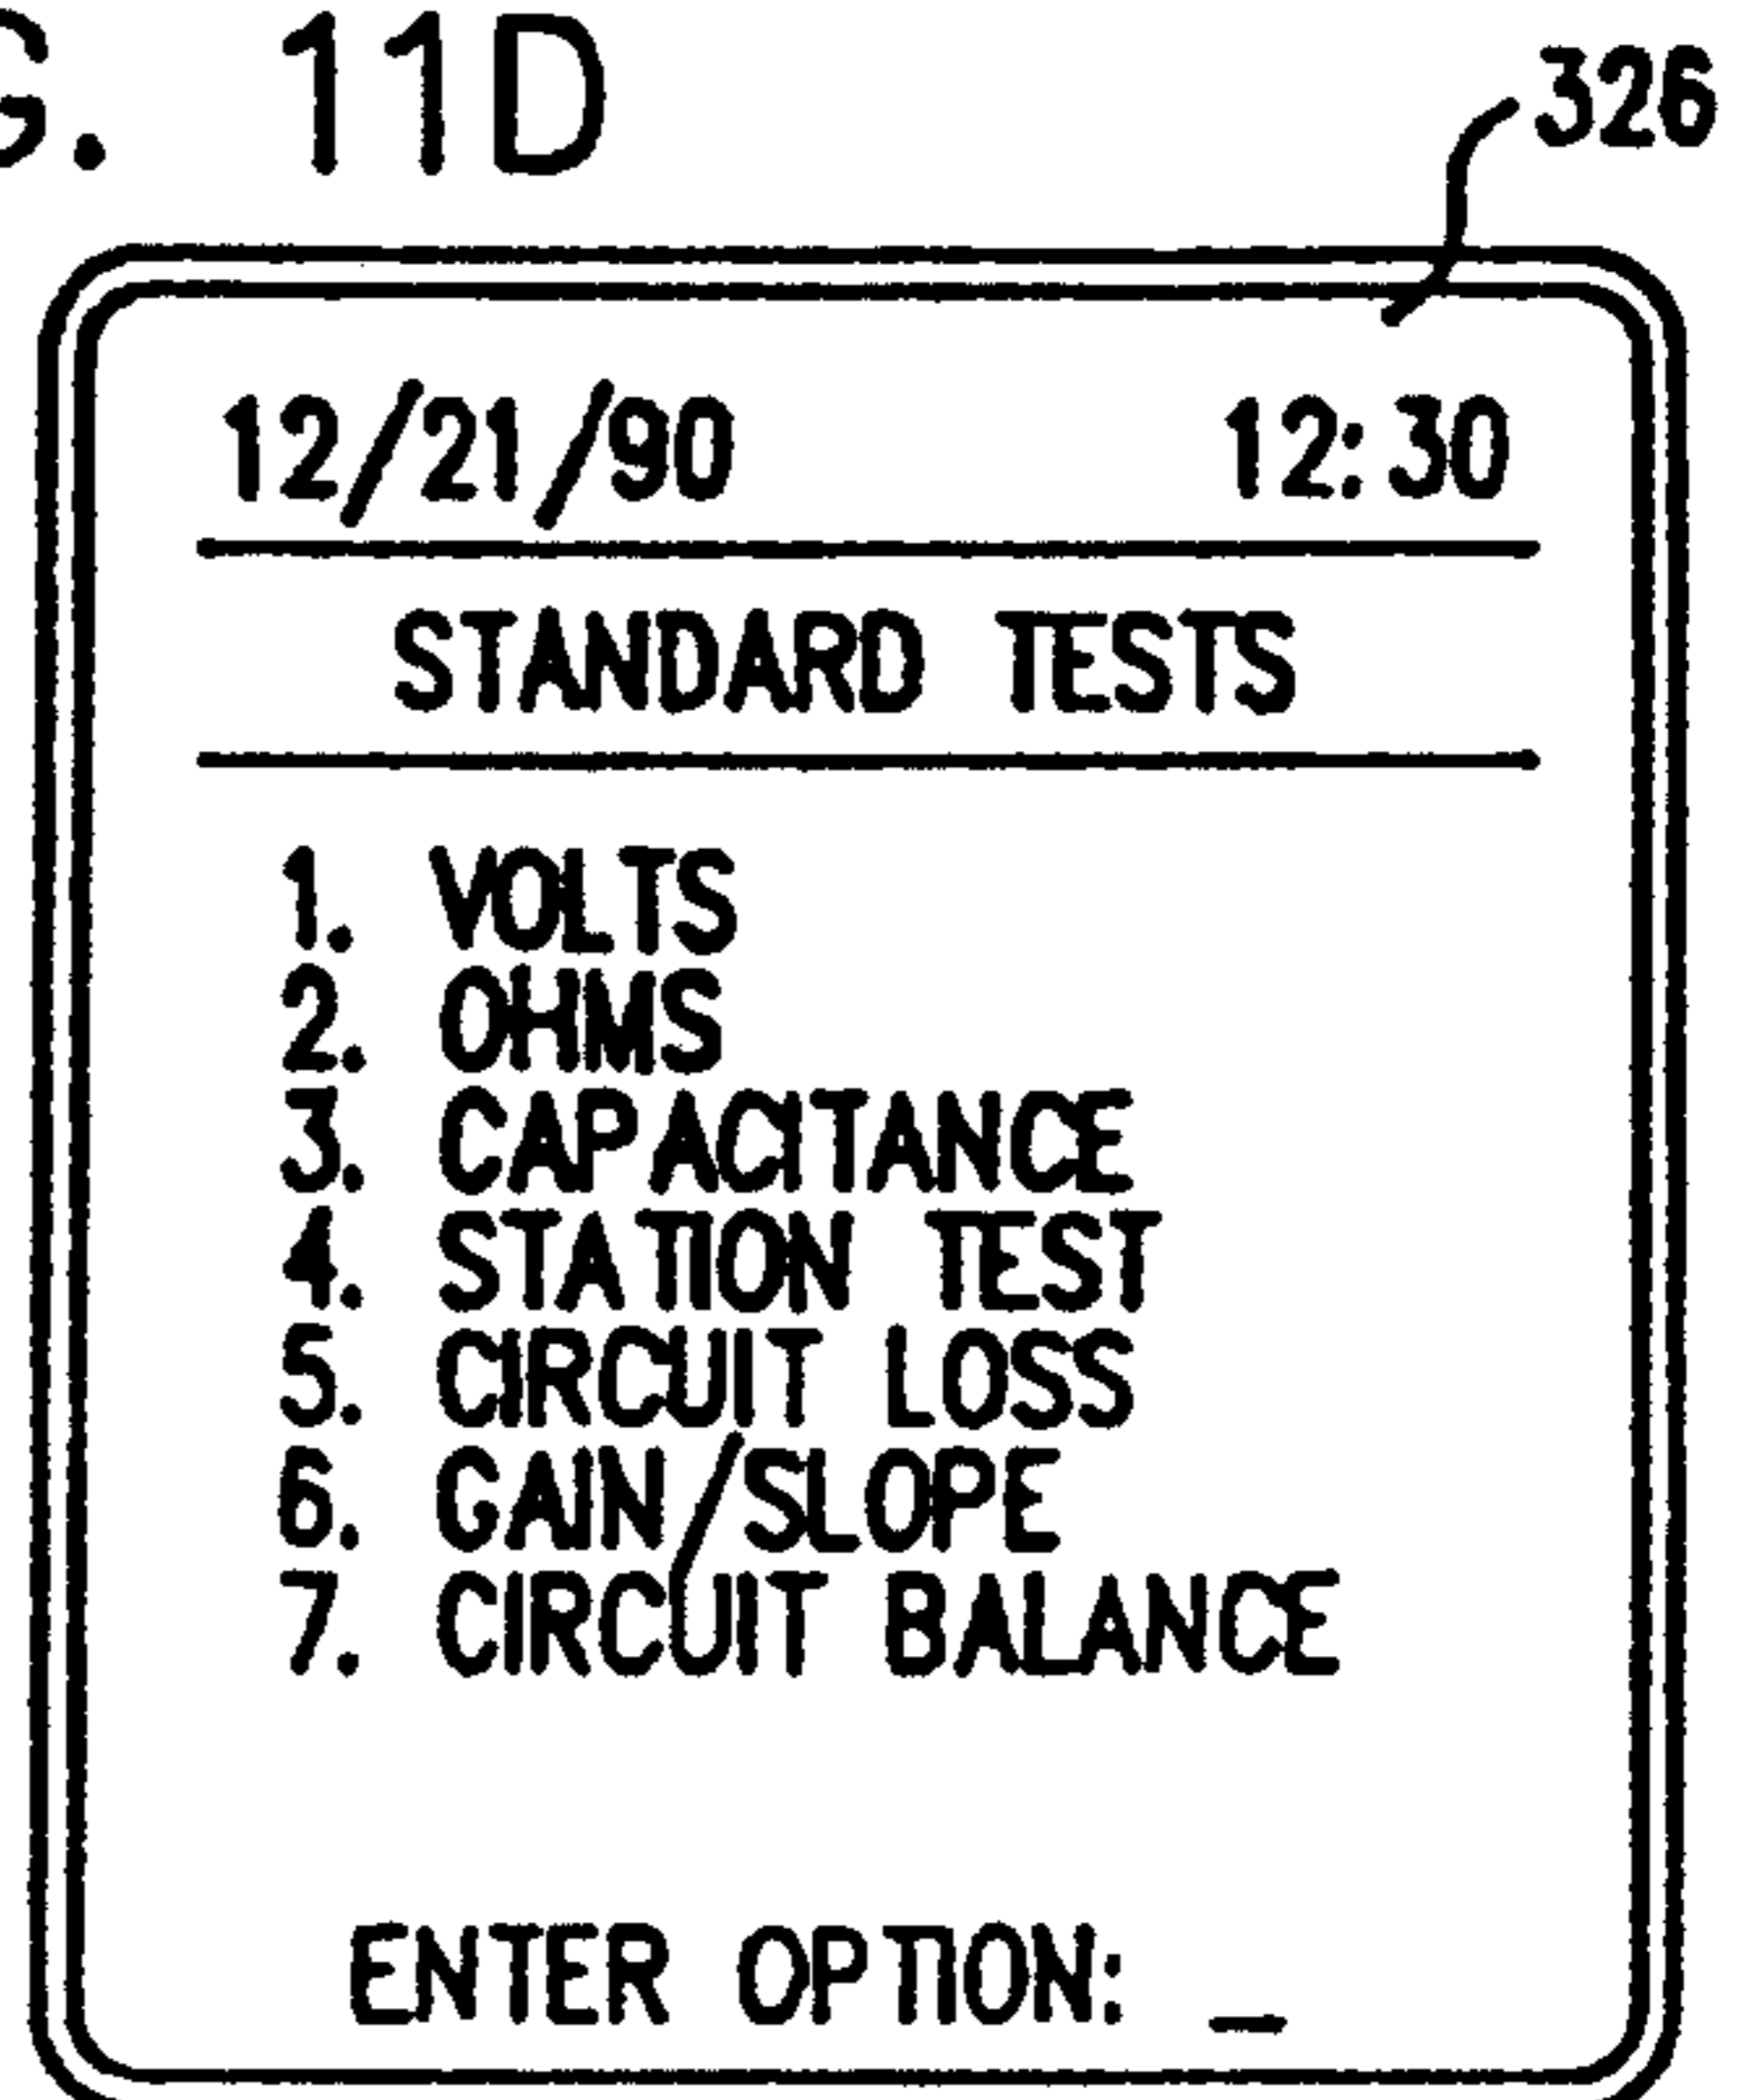 G. 11D
326
12/21/90 12:30
STANDARD TESTS
1. VOLTS
2. OHMS
3. CAPACITANCE
4. STATION TEST
5. CIRCUIT LOSS
6. GAIN/SLOPE
7. CIRCUIT BALANCE
ENTER OPTION: _